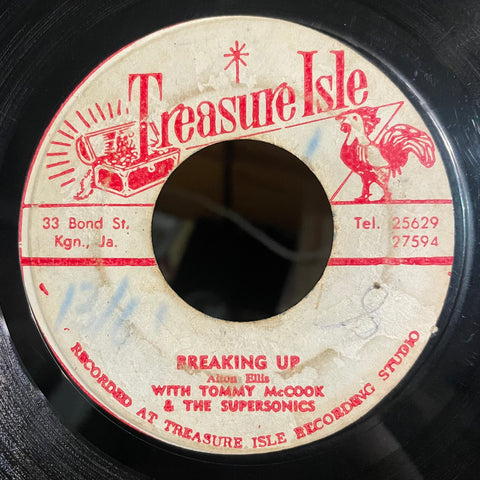 Treasure Isle
33 Bond St,
Kgn., Ja.
Tel. 25629
27594
BREAKING UP
Alton Ellis
WITH TOMMY McCOOK
& THE SUPERSONICS
RECORDED AT TREASURE ISLE RECORDING STUDIO